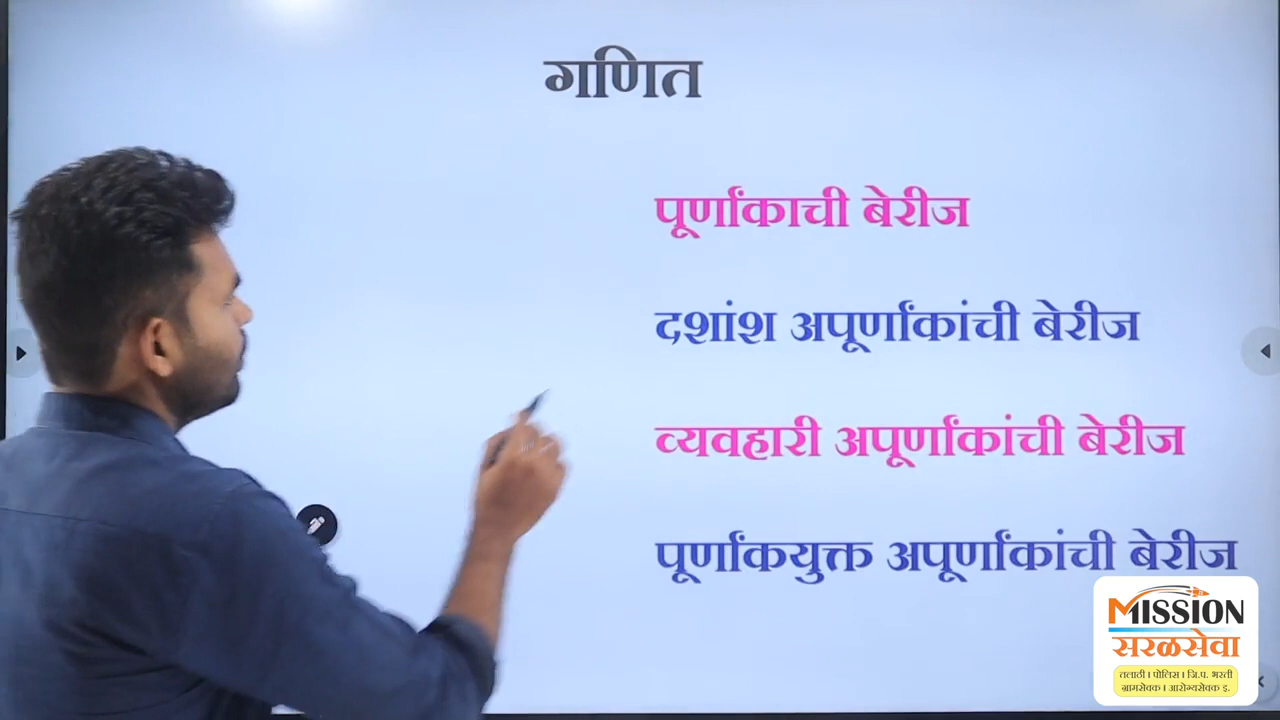 गणित
पूर्णांकाची बेरीज
दशांश अपूर्णांकांची बेरीज
व्यवहारी अपूर्णांकांची बेरीज
पूर्णांकयुक्त अपूर्णांकांची बेरीज
MISSION
सरळसेवा
तलाठी । पोलिस । जि.प. भरती
ग्रामसेवक । आरोग्यसेवक इ.